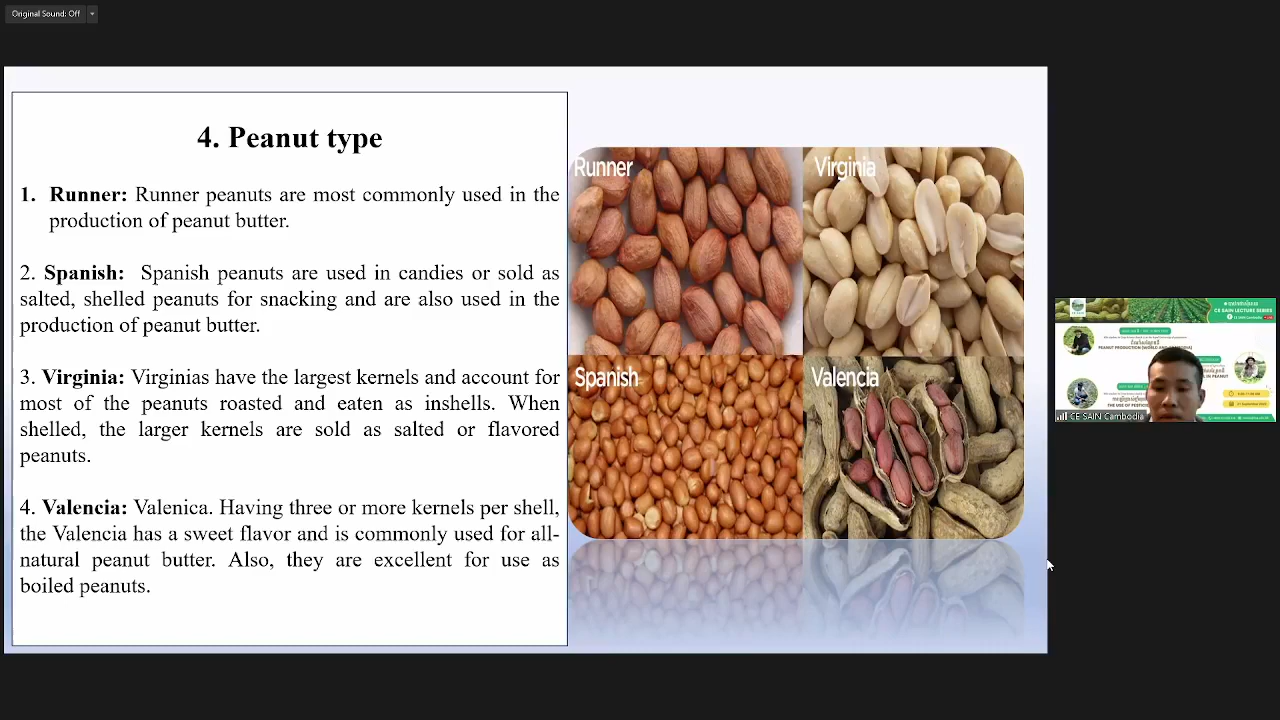 Original Sound: Off
4. Peanut type
1. Runner: Runner peanuts are most commonly used in the
production of peanut butter.
2. Spanish: Spanish peanuts are used in candies or sold as
salted, shelled peanuts for snacking and are also used in the
production of peanut butter.
3. Virginia: Virginias have the largest kernels and account for
most of the peanuts roasted and eaten as inshells. When
shelled, the larger kernels are sold as salted or flavored
peanuts.
4. Valencia: Valenica. Having three or more kernels per shell,
the Valencia has a sweet flavor and is commonly used for all-
natural peanut butter. Also, they are excellent for use as
boiled peanuts.
Runner
Virginia
Spanish
Valencia
CE SAIN LECTURE SERIES
CE SAIN Cambodia